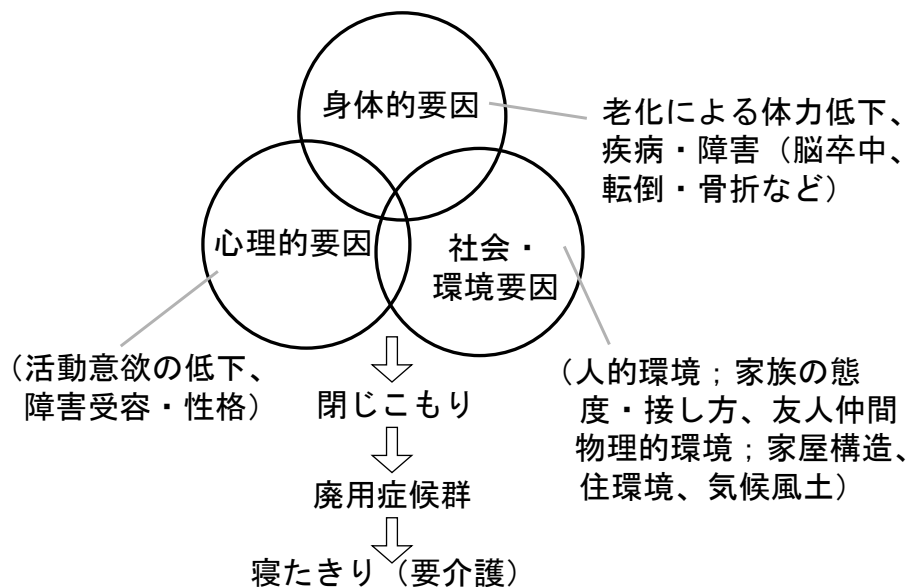 身体的要因
老化による体力低下、
疾病・障害（脳卒中、
転倒・骨折など）
心理的要因
社会・
環境要因
（活動意欲の低下、
障害受容・性格）
（人的環境；家族の態
度・接し方、友人仲間
物理的環境；家屋構造、
住環境、気候風土）
閉じこもり
廃用症候群
寝たきり（要介護）